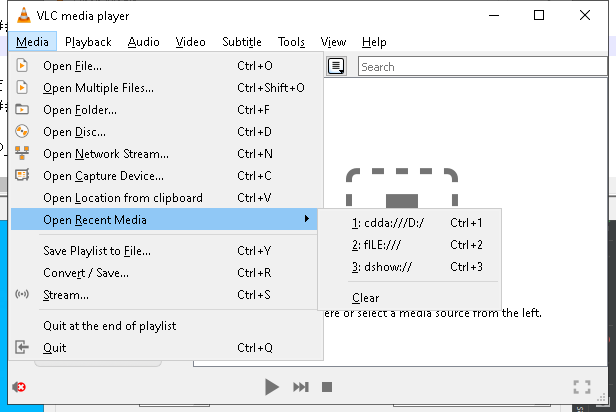 VLC media player
Media Playback Audio Video Subtitle Tools View Help
Open File... Ctrl+O
Open Multiple Files... Ctrl+Shift+O
Open Folder... Ctrl+F
Open Disc... Ctrl+D
Open Network Stream... Ctrl+N
Open Capture Device... Ctrl+C
Open Location from clipboard Ctrl+V
Open Recent Media
Save Playlist to File... Ctrl+Y
Convert / Save... Ctrl+R
Stream... Ctrl+S
Quit at the end of playlist
Quit Ctrl+Q
Search
1: cdda:///D:/ Ctrl+1
2: fILE:/// Ctrl+2
3: dshow:// Ctrl+3
Clear
ere or select a media source from the left.